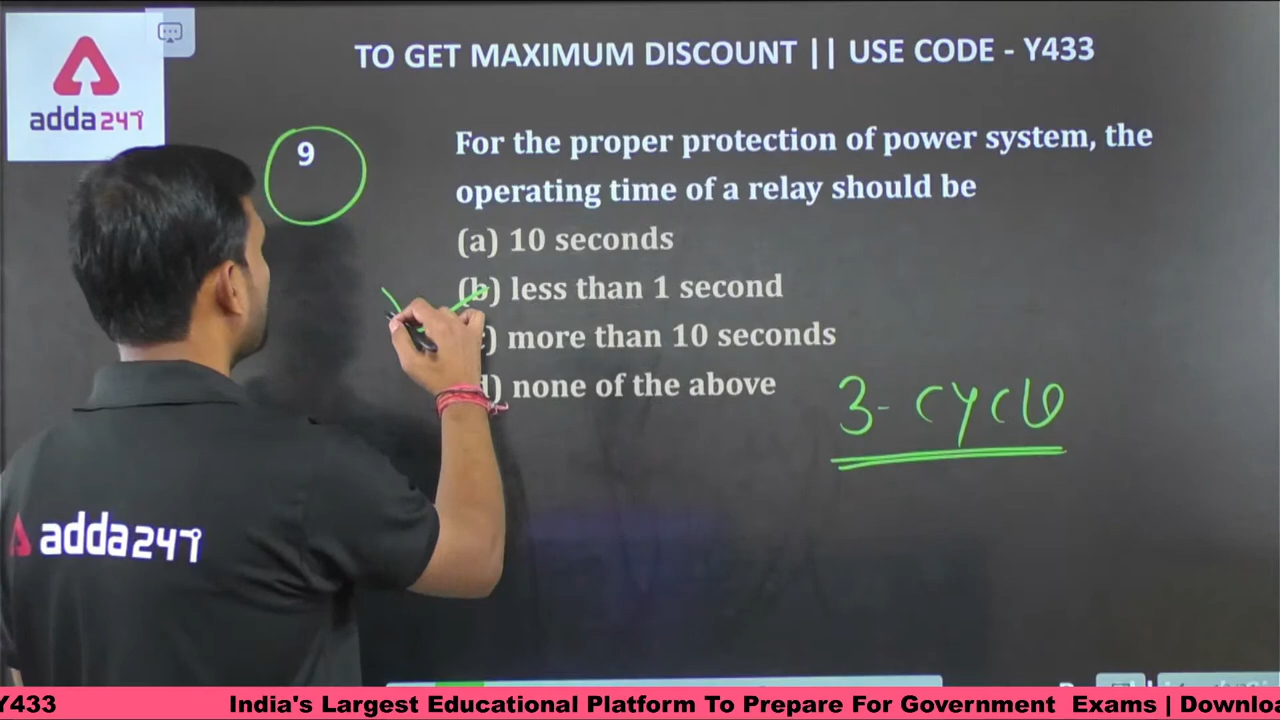 TO GET MAXIMUM DISCOUNT || USE CODE - Y433
adda247
9
For the proper protection of power system, the
operating time of a relay should be
(a) 10 seconds
(b) less than 1 second
) more than 10 seconds
d) none of the above
3- cycle
adda247
Y433 India's Largest Educational Platform To Prepare For Government Exams | Downloa